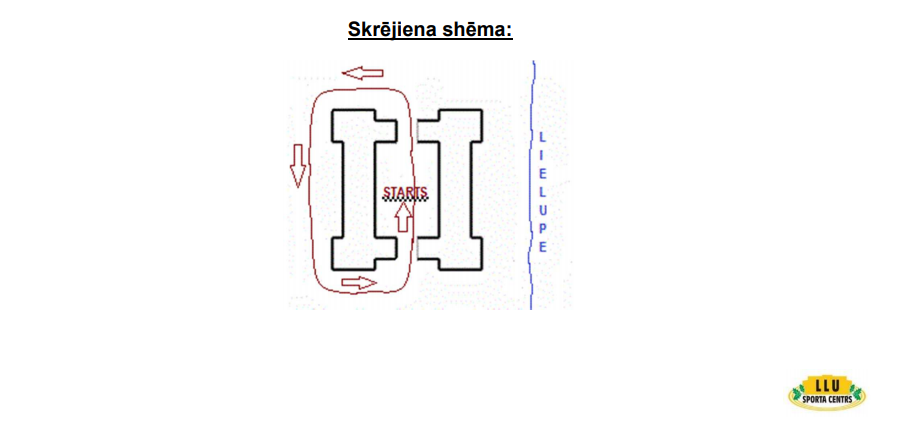 Skrējiena shēma:
STARTS
LIELUPE
LLU
SPORTA CENTRS